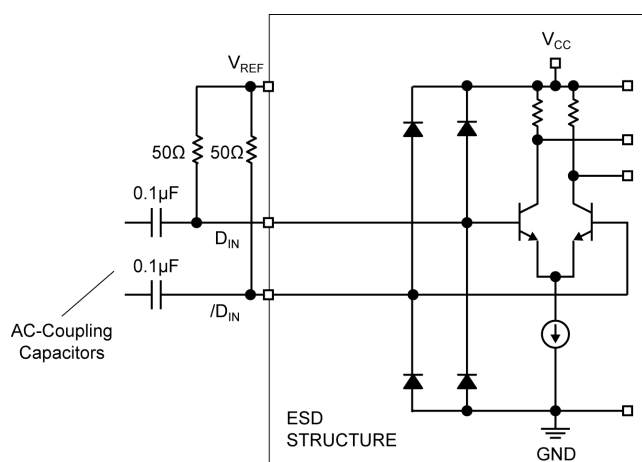 V_CC
V_REF
50Ω 50Ω
0.1µF
D_IN
0.1µF
/D_IN
AC-Coupling
Capacitors
ESD
STRUCTURE
GND